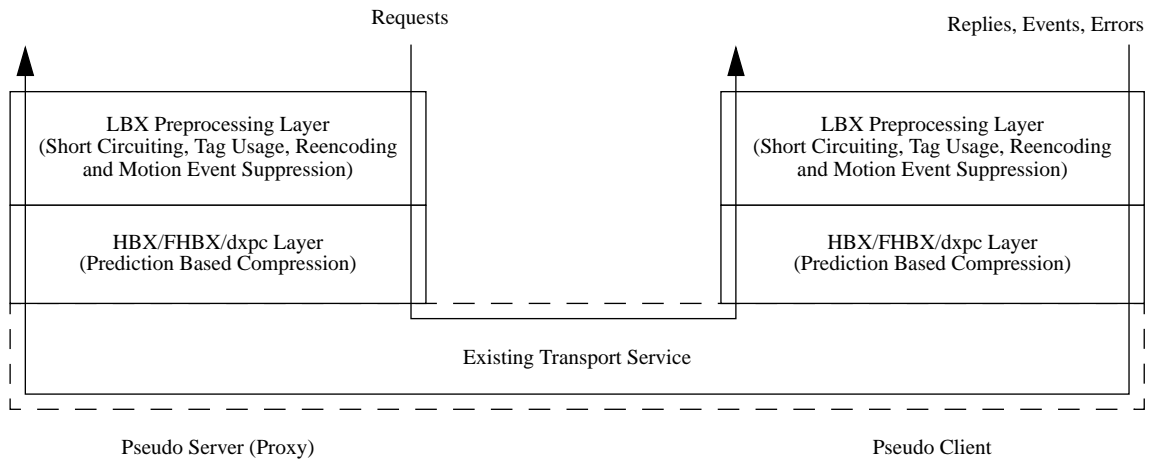 Requests
Replies, Events, Errors
LBX Preprocessing Layer
(Short Circuiting, Tag Usage, Reencoding
and Motion Event Suppression)
LBX Preprocessing Layer
(Short Circuiting, Tag Usage, Reencoding
and Motion Event Suppression)
HBX/FHBX/dxpc Layer
(Prediction Based Compression)
HBX/FHBX/dxpc Layer
(Prediction Based Compression)
Existing Transport Service
Pseudo Server (Proxy)
Pseudo Client